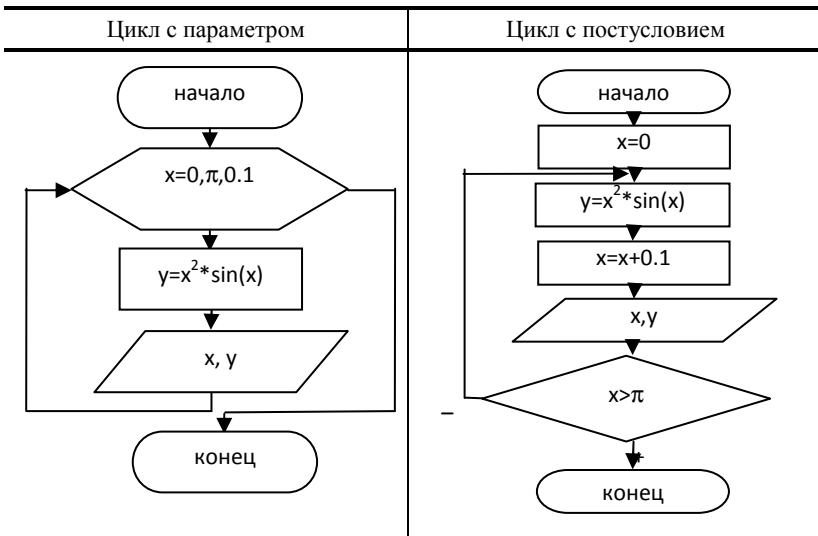 Цикл с параметром
Цикл с постусловием
начало
x=0,π,0.1
y=x²*sin(x)
x, y
конец
начало
x=0
y=x²*sin(x)
x=x+0.1
x,y
x>π
–
+
конец